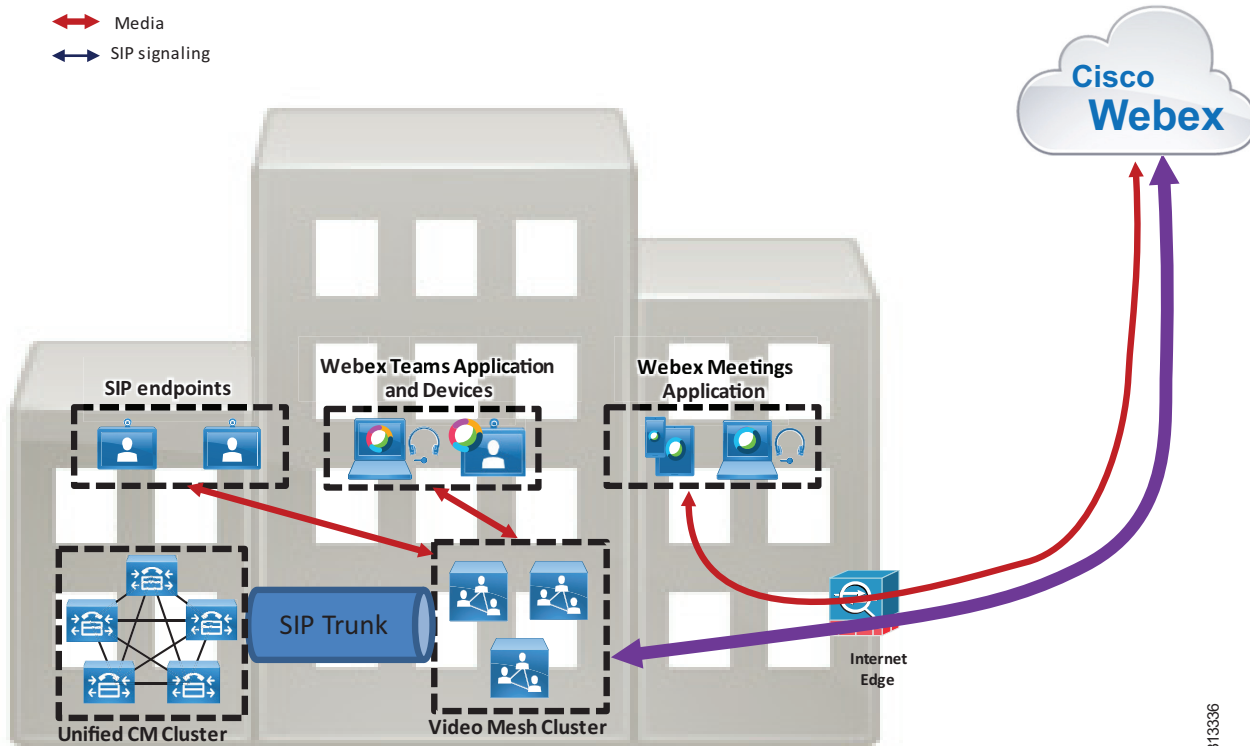 Media
SIP signaling
Cisco
Webex
SIP endpoints
Webex Teams Application
and Devices
Webex Meetings
Application
SIP Trunk
Unified CM Cluster
Video Mesh Cluster
Internet
Edge
313336